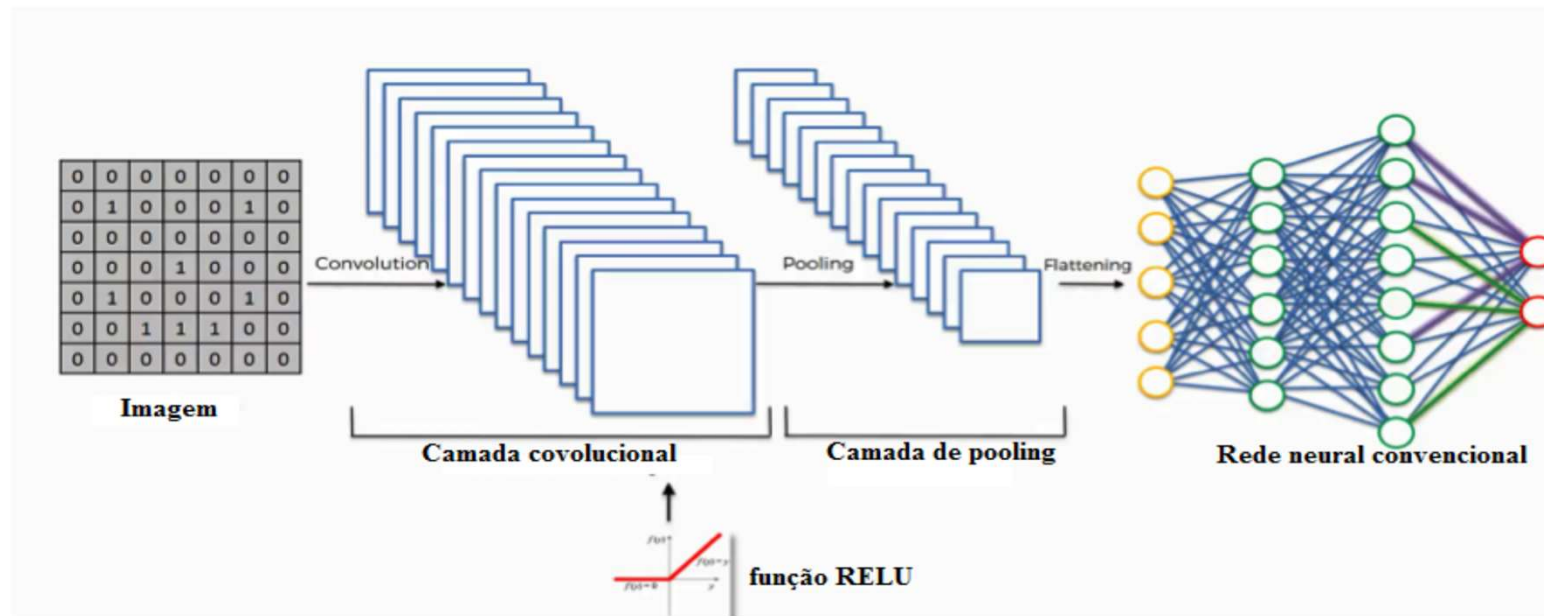 0 0 0 0 0 0 0
0 1 0 0 0 1 0
0 0 0 0 0 0 0
0 0 0 1 0 0 0
0 1 0 0 0 1 0
0 0 1 1 1 0 0
0 0 0 0 0 0 0
Imagem
Convolution
Camada covolucional
Pooling
Camada de pooling
Flattening
Rede neural convencional
função RELU